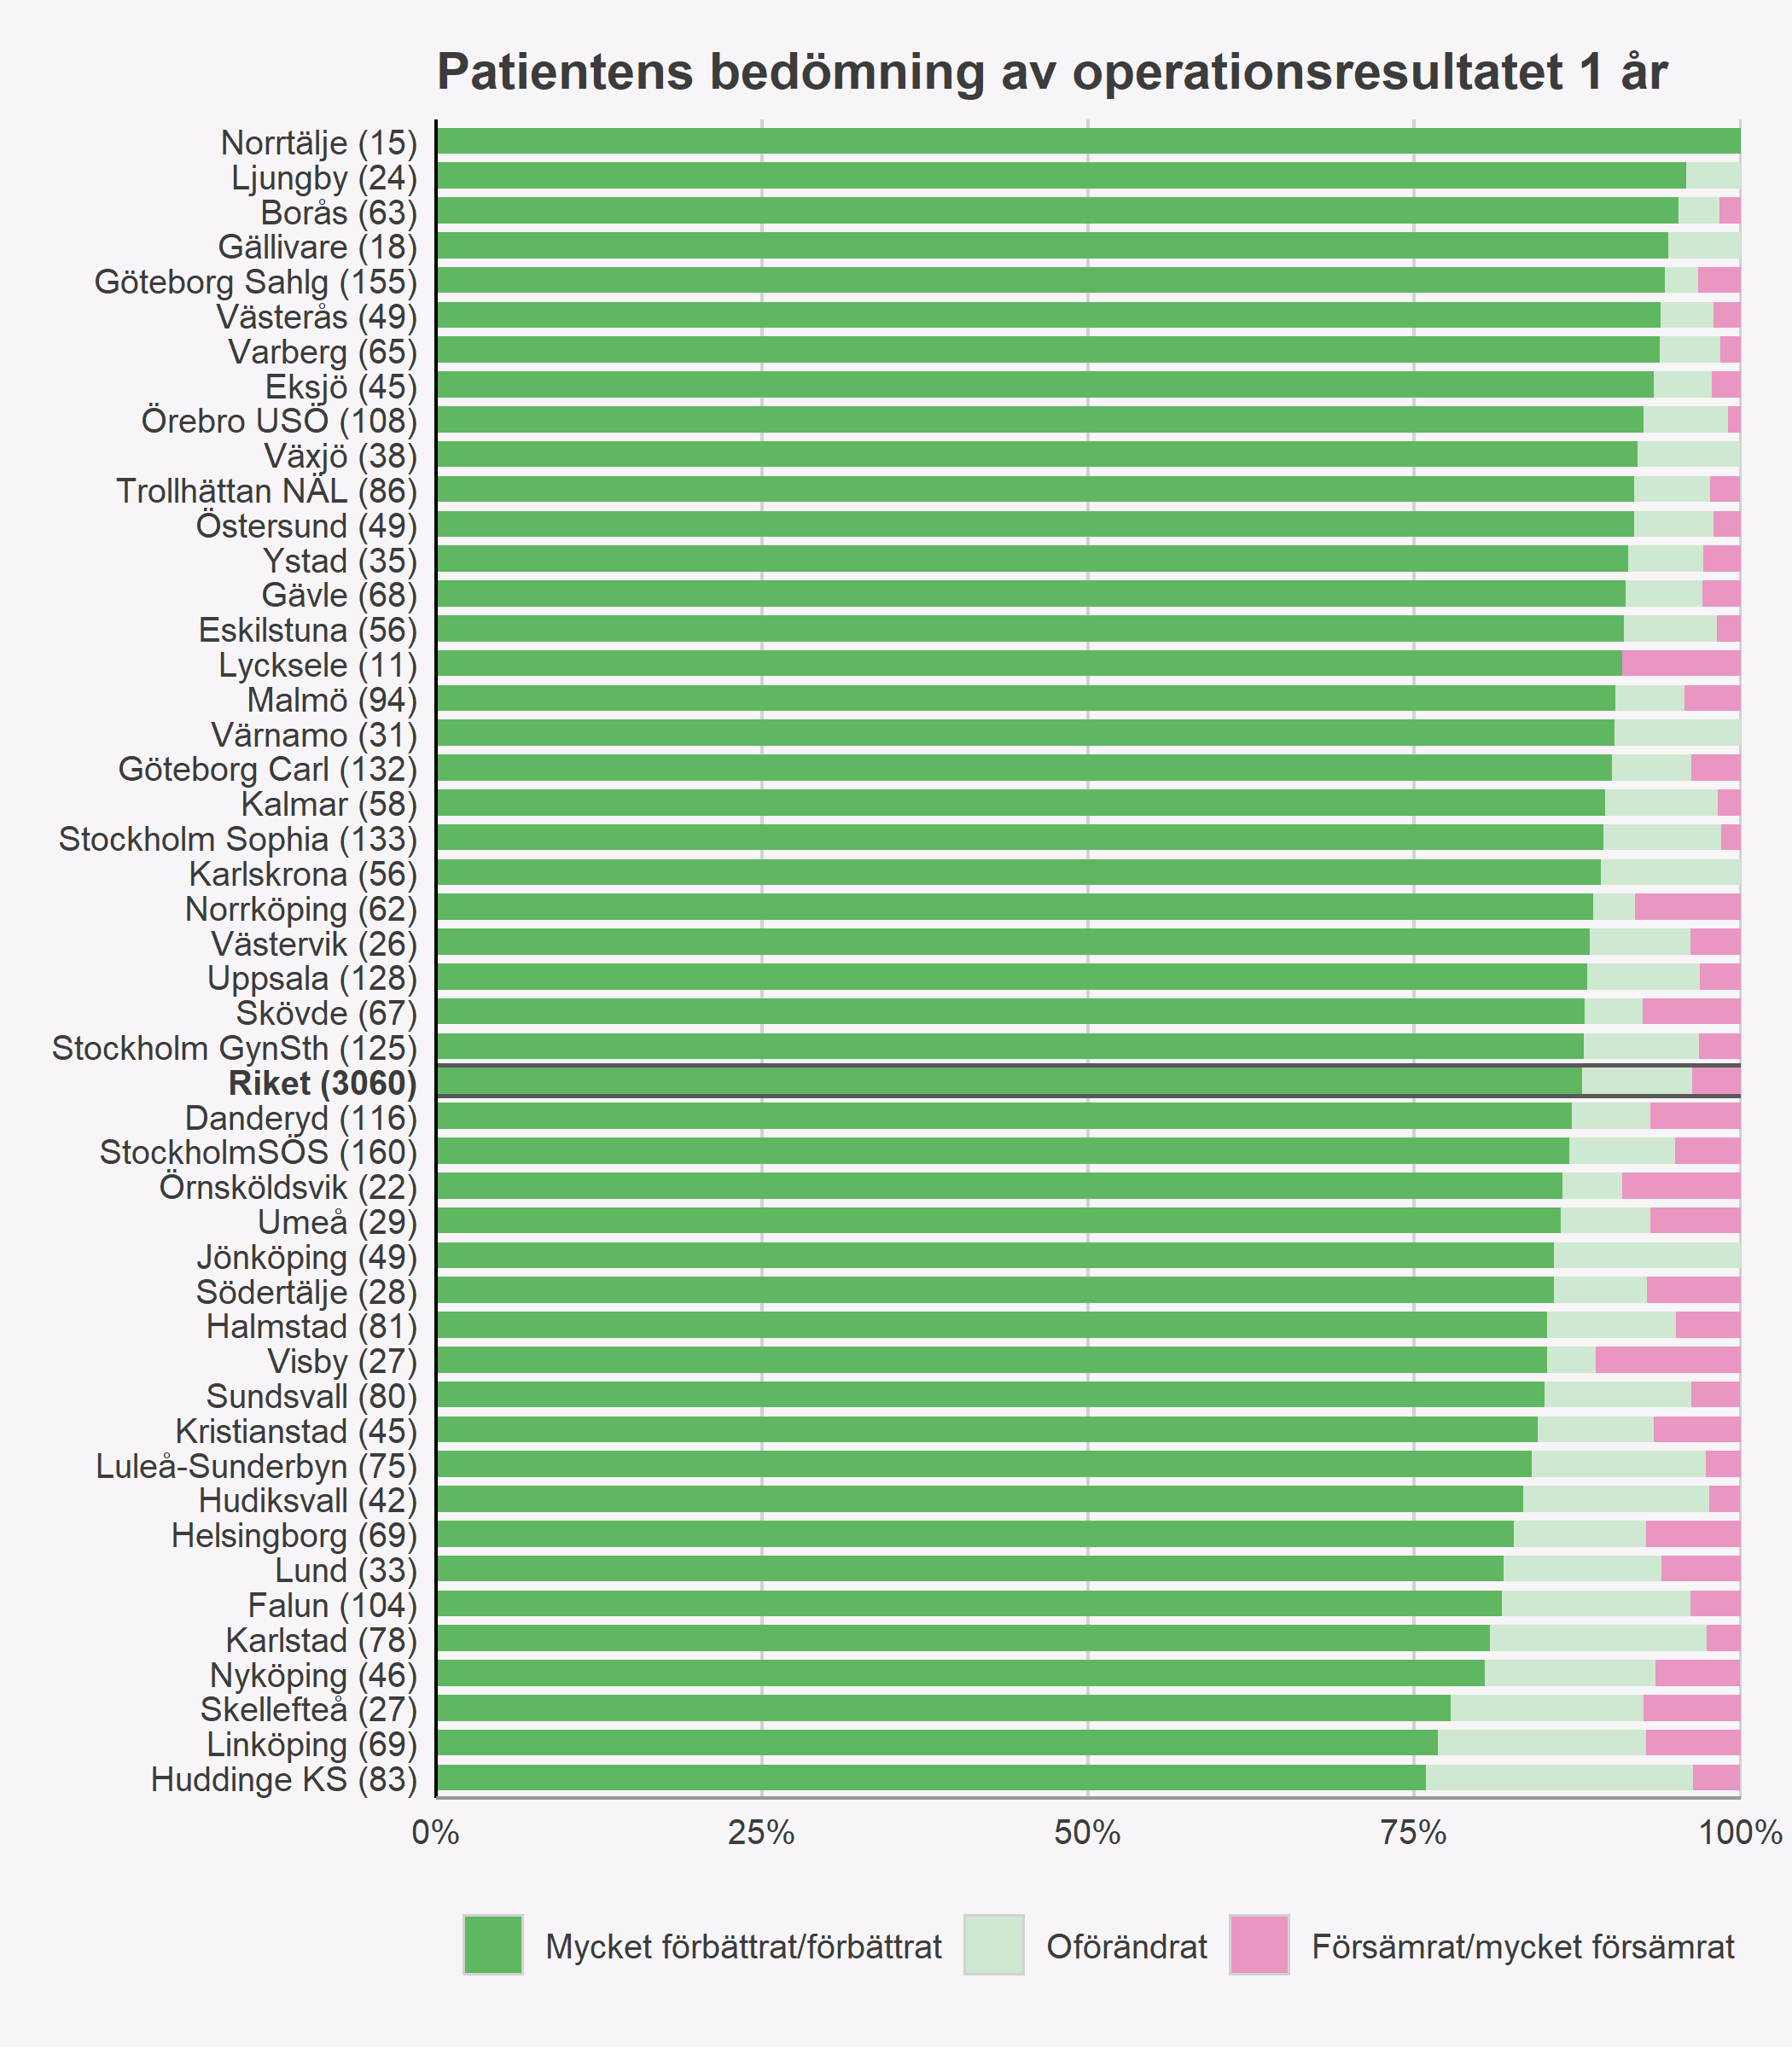 Patientens bedömning av operationsresultatet 1 år
Norrtälje (15)
Ljungby (24)
Borås (63)
Gällivare (18)
Göteborg Sahlg (155)
Västerås (49)
Varberg (65)
Eksjö (45)
Örebro USÖ (108)
Växjö (38)
Trollhättan NÄL (86)
Östersund (49)
Ystad (35)
Gävle (68)
Eskilstuna (56)
Lycksele (11)
Malmö (94)
Värnamo (31)
Göteborg Carl (132)
Kalmar (58)
Stockholm Sophia (133)
Karlskrona (56)
Norrköping (62)
Västervik (26)
Uppsala (128)
Skövde (67)
Stockholm GynSth (125)
Riket (3060)
Danderyd (116)
StockholmSÖS (160)
Örnsköldsvik (22)
Umeå (29)
Jönköping (49)
Södertälje (28)
Halmstad (81)
Visby (27)
Sundsvall (80)
Kristianstad (45)
Luleå-Sunderbyn (75)
Hudiksvall (42)
Helsingborg (69)
Lund (33)
Falun (104)
Karlstad (78)
Nyköping (46)
Skellefteå (27)
Linköping (69)
Huddinge KS (83)
0% 25% 50% 75% 100%
Mycket förbättrat/förbättrat Oförändrat Försämrat/mycket försämrat